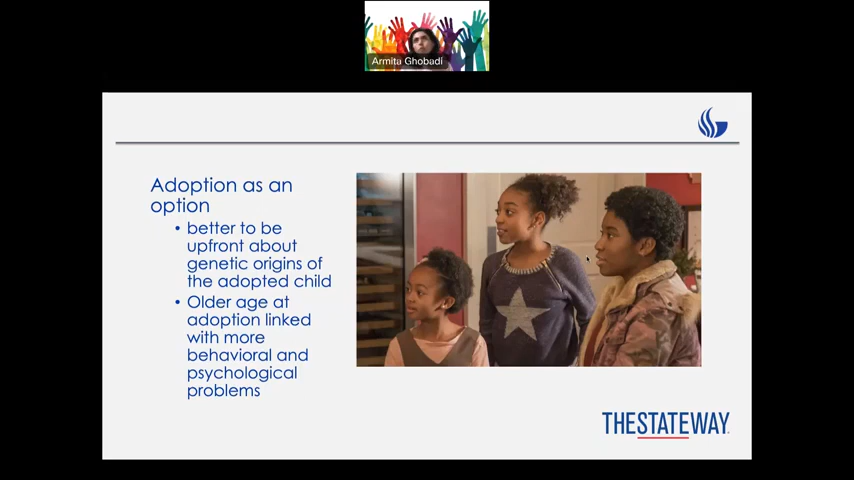 Armita Ghobadi
Adoption as an
option
• better to be
upfront about
genetic origins of
the adopted child
• Older age at
adoption linked
with more
behavioral and
psychological
problems
THESTATEWAY.